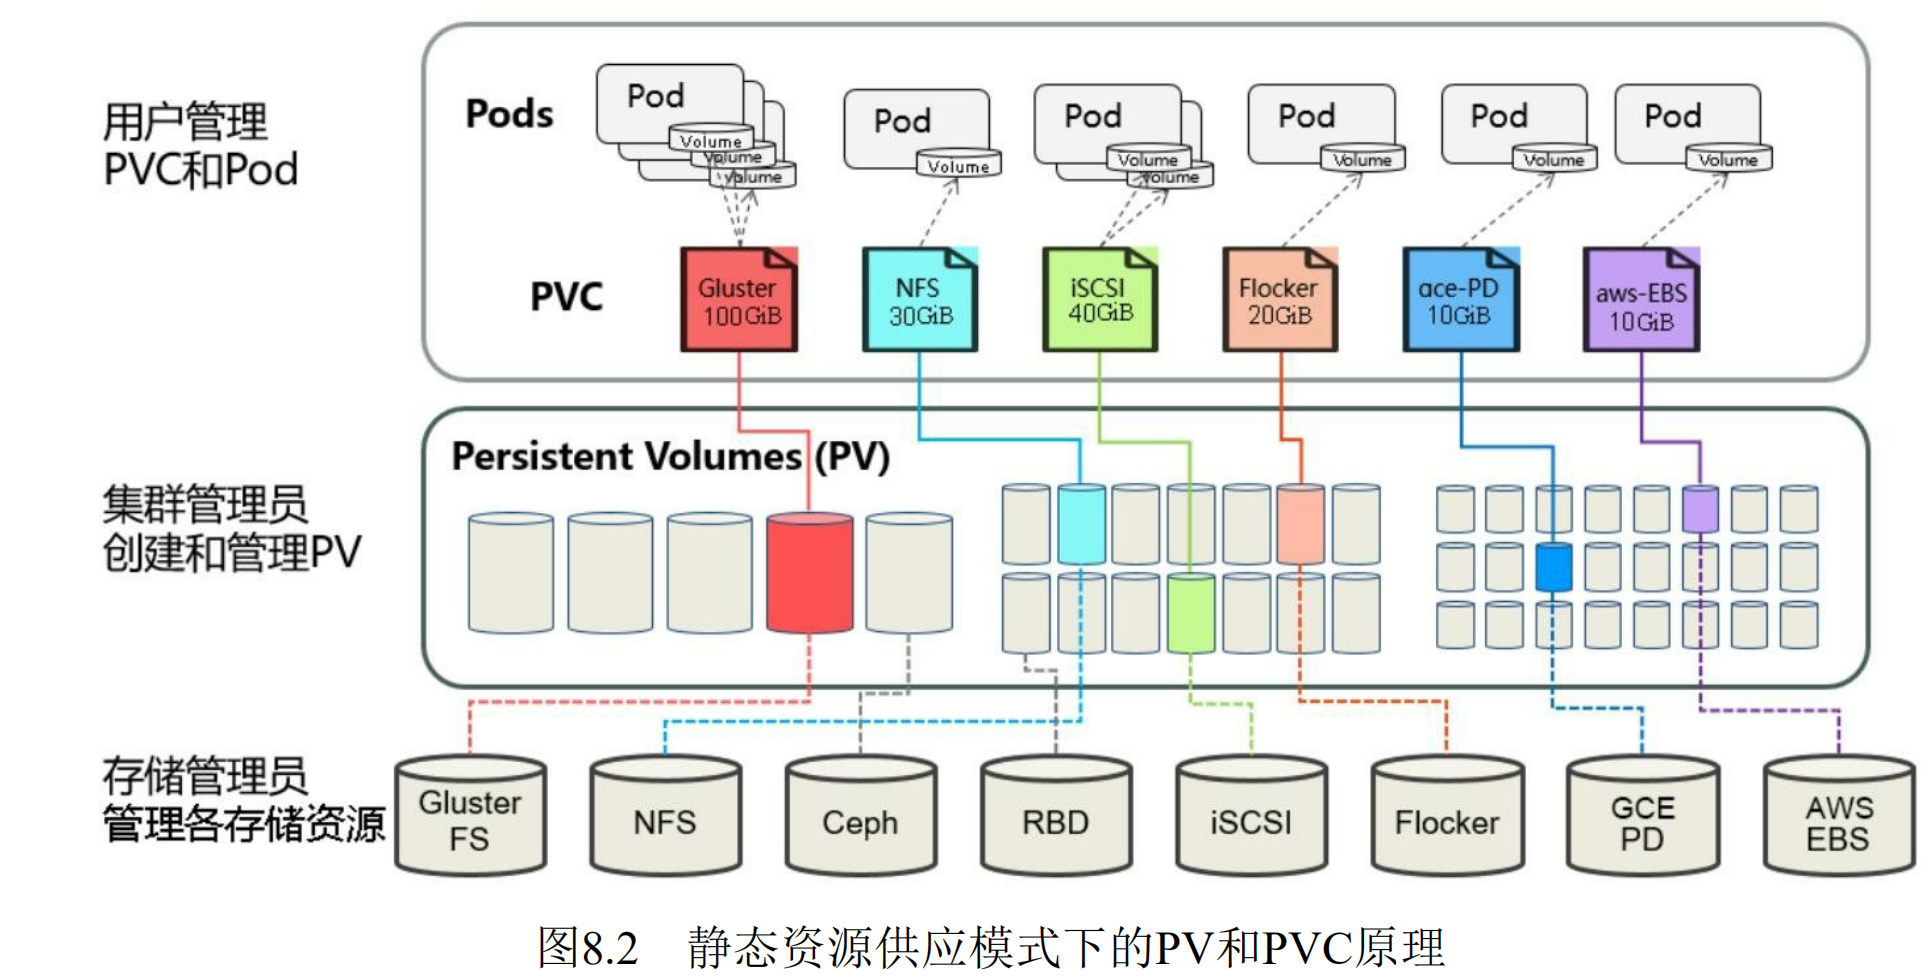 用户管理
PVC和Pod
Pods
Pod
Volume
Volume
Volume
Pod
Volume
Pod
Volume
Volume
Pod
Volume
Pod
Volume
Pod
Volume
PVC
Gluster
100GiB
NFS
30GiB
iSCSI
40GiB
Flocker
20GiB
ace-PD
10GiB
aws-EBS
10GiB
集群管理员
创建和管理PV
Persistent Volumes (PV)
存储管理员
管理各存储资源
Gluster
FS
NFS
Ceph
RBD
iSCSI
Flocker
GCE
PD
AWS
EBS
图8.2 静态资源供应模式下的PV和PVC原理